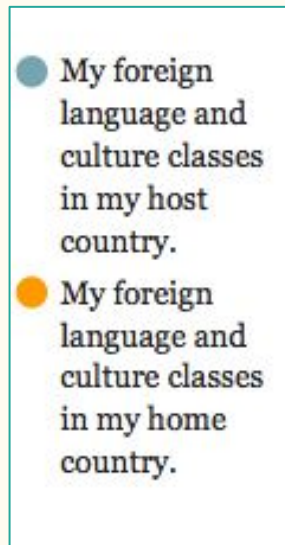 My foreign
language and
culture classes
in my host
country.
My foreign
language and
culture classes
in my home
country.